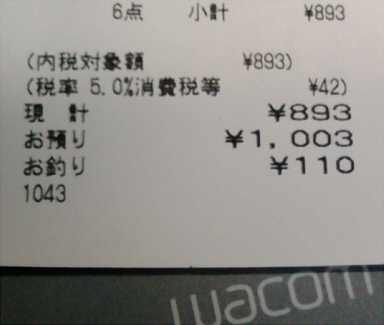 6点 小計 ¥893
(内税対象額 ¥893)
(税率 5.0%消費税等 ¥42)
現 計 ¥893
お預り ¥1,003
お釣り ¥110
1043
wacom